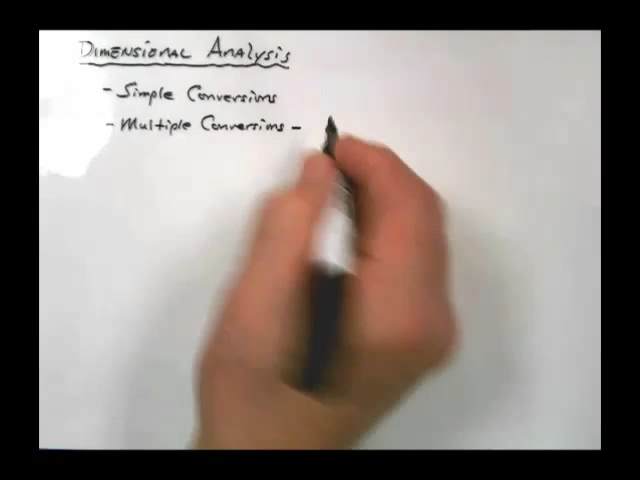 DIMENSIONAL ANALYSIS
- Simple Conversions
- Multiple Conversions -